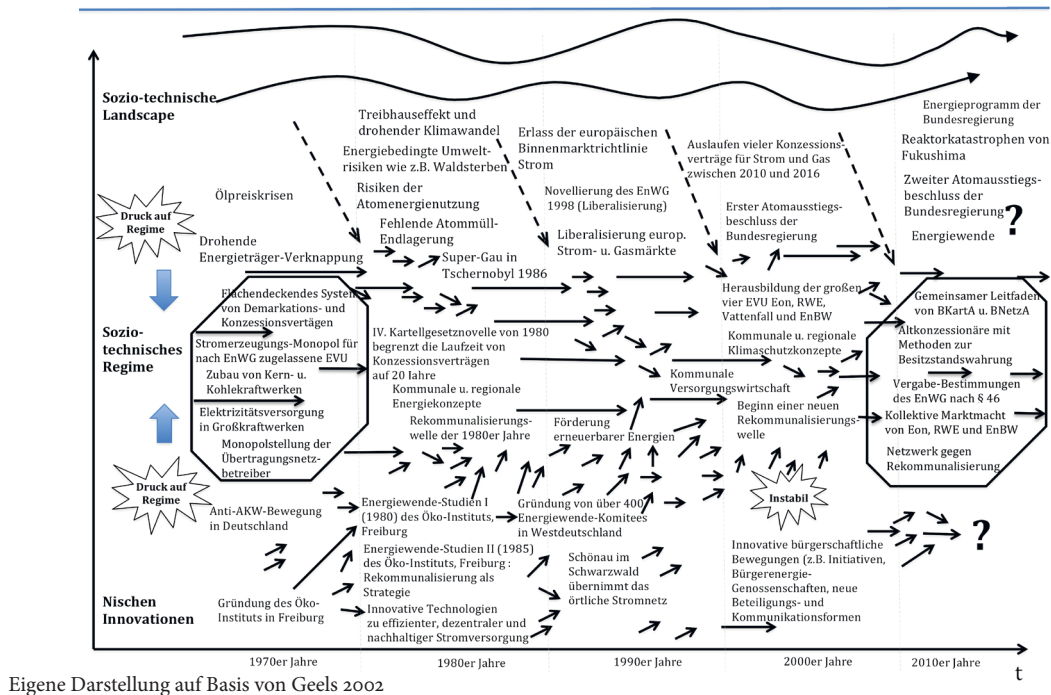 Sozio-technische
Landscape
Treibhauseffekt und
drohender Klimawandel
Energiebedingte Umwelt-
risiken wie z.B. Waldsterben
Risiken der
Atomenergienutzung
Erlass der europäischen
Binnenmarktrichtlinie
Strom
Auslaufen vieler Konzessions-
verträge für Strom und Gas
zwischen 2010 und 2016
Energieprogramm der
Bundesregierung
Reaktorkatastrophen von
Fukushima
Zweiter Atomausstiegs-
beschluss der
Bundesregierung
?
Energiewende
Ölpreiskrisen
Novellierung des EnWG
1998 (Liberalisierung)
Erster Atomausstiegs-
beschluss der
Bundesregierung
Druck auf
Regime
Drohende
Energieträger-Verknappung
Fehlende Atommüll-
Endlagerung
Super-Gau in
Tschernobyl 1986
Liberalisierung europ.
Strom- u. Gasmärkte
Sozio-
technisches
Regime
Flächendeckendes System
von Demarkations- und
Konzessionsvertägen
Stromerzeugungs-Monopol für
nach EnWG zugelassene EVU
Zubau von Kern- u.
Kohlekraftwerken
Elektrizitätsversorgung
in Großkraftwerken
Monopolstellung der
Übertragungsnetz-
betreiber
IV. Kartellgesetznovelle von 1980
begrenzt die Laufzeit von
Konzessionsverträgen
auf 20 Jahre
Kommunale u. regionale
Energiekonzepte
Rekommunalisierungs-
welle der 1980er Jahre
Förderung
erneuerbarer Energien
Kommunale
Versorgungswirtschaft
Herausbildung der großen
vier EVU Eon, RWE,
Vattenfall und EnBW
Kommunale u. regionale
Klimaschutzkonzepte
Beginn einer neuen
Rekommunalisierungs-
welle
Gemeinsamer Leitfaden
von BKartA u. BNetzA
Altkonzessionäre mit
Methoden zur
Besitzstandswahrung
Vergabe-Bestimmungen
des EnWG nach § 46
Kollektive Marktmacht
von Eon, RWE und EnBW
Netzwerk gegen
Rekommunalisierung
Druck auf
Regime
Instabil
Anti-AKW-Bewegung
in Deutschland
Energiewende-Studien I
(1980) des Öko-Instituts,
Freiburg
Gründung von über 400
Energiewende-Komitees
in Westdeutschland
Energiewende-Studien II (1985)
des Öko-Instituts, Freiburg :
Rekommunalisierung als
Strategie
Schönau im
Schwarzwald
übernimmt das
örtliche Stromnetz
Innovative bürgerschaftliche
Bewegungen (z.B. Initiativen,
Bürgerenergie-
Genossenschaften, neue
Beteiligungs- und
Kommunikationsformen
?
Nischen
Innovationen
Gründung des Öko-
Instituts in Freiburg
Innovative Technologien
zu effizienter, dezentraler und
nachhaltiger Stromversorgung
1970er Jahre
1980er Jahre
1990er Jahre
2000er Jahre
2010er Jahre
t
Eigene Darstellung auf Basis von Geels 2002